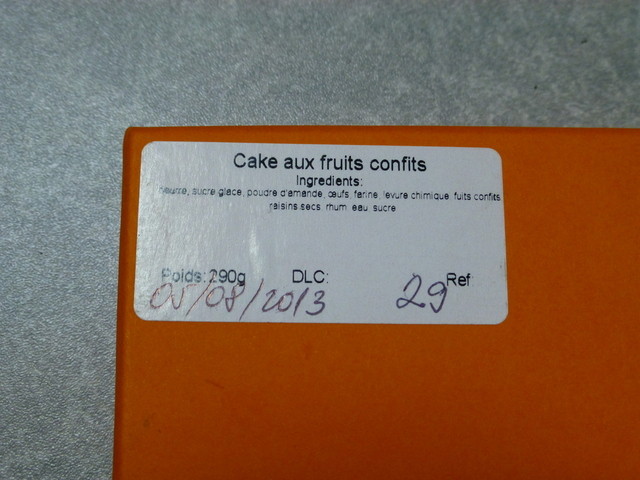 Cake aux fruits confits
Ingredients:
beurre, sucre glace, poudre d'amande, œufs, farine, levure chimique, fuits confits
raisins secs, rhum, eau, sucre
Poids: 290g DLC: Ref:
05/08/2013 29